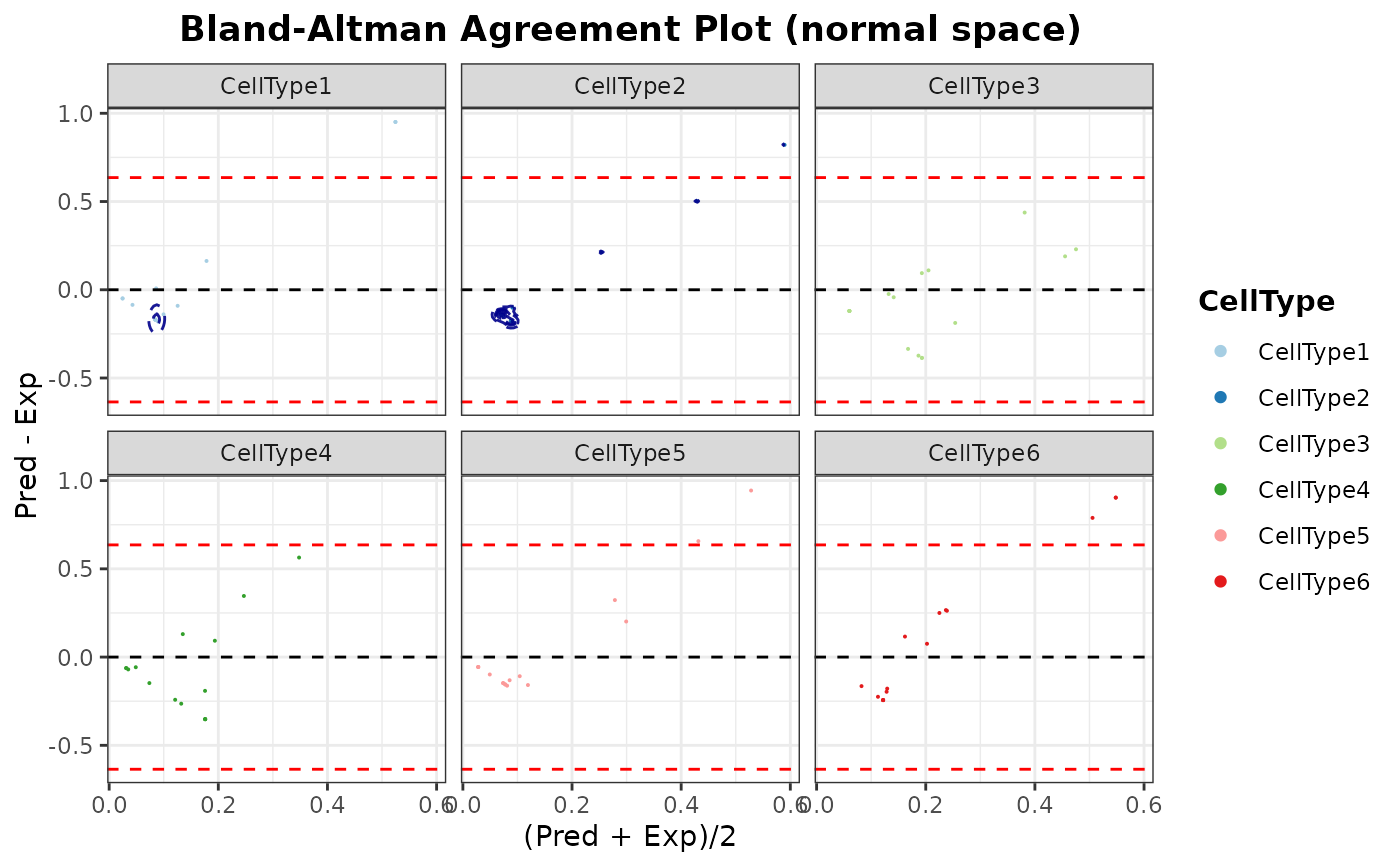 Bland-Altman Agreement Plot (normal space)
CellType1
CellType2
CellType3
1.0
0.5
0.0
-0.5
CellType4
CellType5
CellType6
1.0
0.5
0.0
-0.5
0.0 0.2 0.4 0.6
0.0 0.2 0.4 0.6
0.0 0.2 0.4 0.6
(Pred + Exp)/2
Pred - Exp
CellType
CellType1
CellType2
CellType3
CellType4
CellType5
CellType6